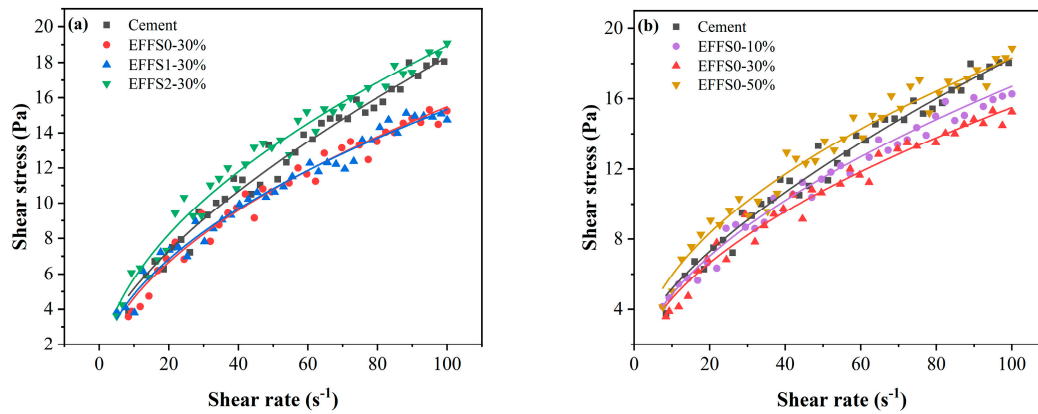 (a)
Cement
EFFS0-30%
EFFS1-30%
EFFS2-30%
20
18
16
14
12
10
8
6
4
2
0
20
40
60
80
100
Shear stress (Pa)
Shear rate (s⁻¹)
(b)
Cement
EFFS0-10%
EFFS0-30%
EFFS0-50%
20
16
12
8
4
0
20
40
60
80
100
Shear stress (Pa)
Shear rate (s⁻¹)